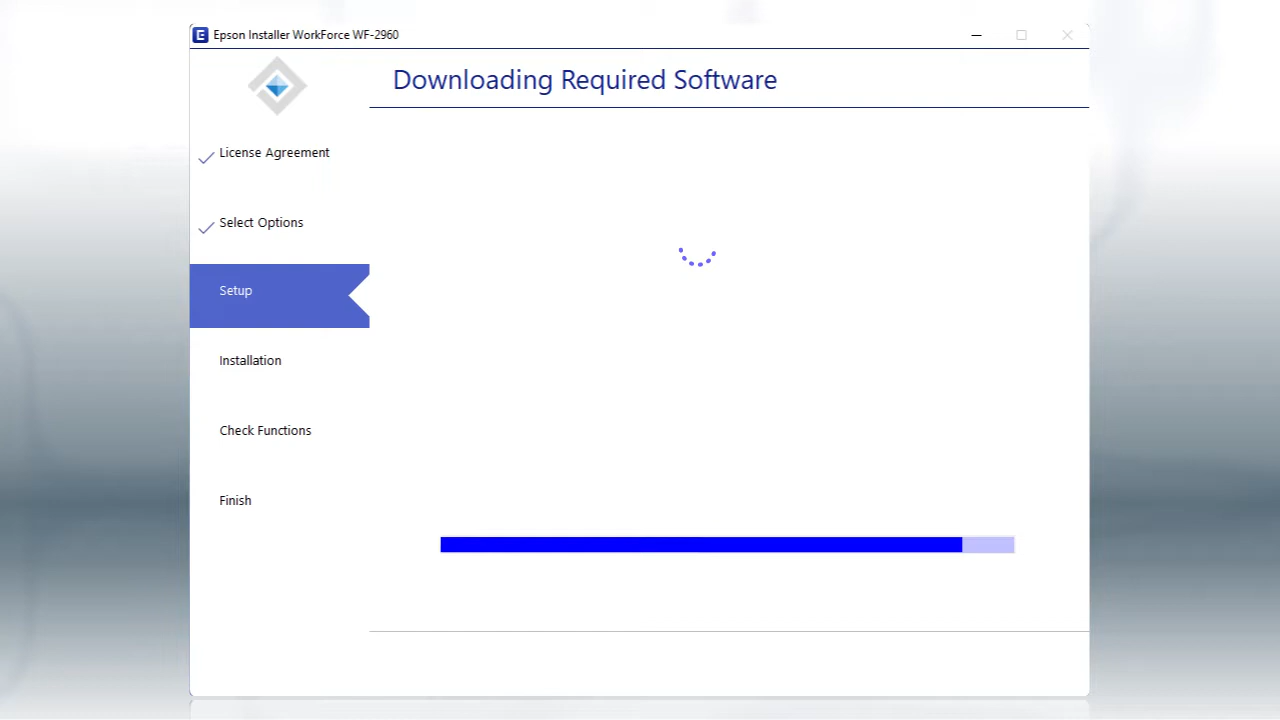 Epson Installer WorkForce WF-2960
Downloading Required Software
License Agreement
Select Options
Setup
Installation
Check Functions
Finish